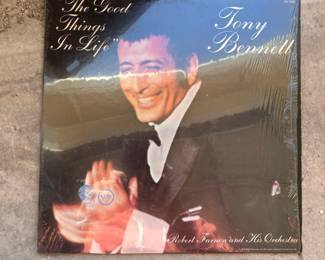 The Good
Things
In Life"
Tony
Bennett
Robert Farnon and His Orchestra